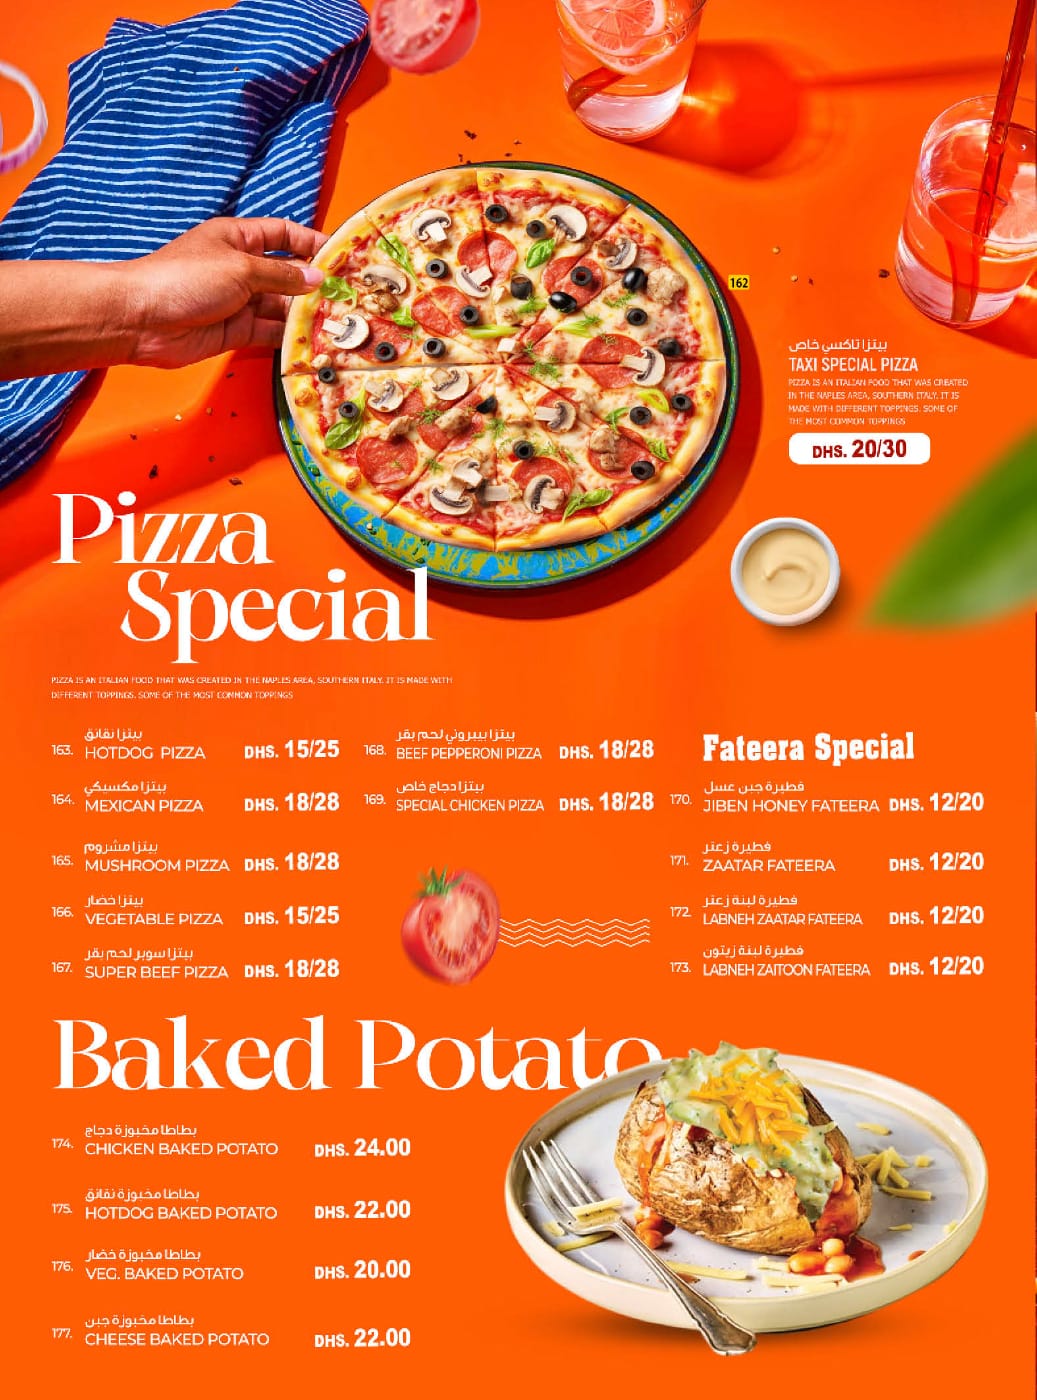 162
بيتزا تاكسي خاص
TAXI SPECIAL PIZZA
PIZZA IS AN ITALIAN FOOD THAT WAS CREATED
IN THE NAPLES AREA, SOUTHERN ITALY. IT IS
MADE WITH DIFFERENT TOPPINGS. SOME OF
THE MOST COMMON TOPPINGS
DHS. 20/30
Pizza
Special
PIZZA IS AN ITALIAN FOOD THAT WAS CREATED IN THE NAPLES AREA, SOUTHERN ITALY. IT IS MADE WITH
DIFFERENT TOPPINGS. SOME OF THE MOST COMMON TOPPINGS
بيتزا نقانق
163. HOTDOG PIZZA DHS. 15/25
بيتزا مكسيكي
164. MEXICAN PIZZA DHS. 18/28
بيتزا مشروم
165. MUSHROOM PIZZA DHS. 18/28
بيتزا خضار
166. VEGETABLE PIZZA DHS. 15/25
بيتزا سوبر لحم بقر
167. SUPER BEEF PIZZA DHS. 18/28
بيتزا بيبروني لحم بقر
168. BEEF PEPPERONI PIZZA DHS. 18/28
بيتزا دجاج خاص
169. SPECIAL CHICKEN PIZZA DHS. 18/28
Fateera Special
فطيرة جبن عسل
170. JIBEN HONEY FATEERA DHS. 12/20
فطيرة زعتر
171. ZAATAR FATEERA DHS. 12/20
فطيرة لبنة زعتر
172. LABNEH ZAATAR FATEERA DHS. 12/20
فطيرة لبنة زيتون
173. LABNEH ZAITOON FATEERA DHS. 12/20
Baked Potato
بطاطا مخبوزة دجاج
174. CHICKEN BAKED POTATO DHS. 24.00
بطاطا مخبوزة نقانق
175. HOTDOG BAKED POTATO DHS. 22.00
بطاطا مخبوزة خضار
176. VEG. BAKED POTATO DHS. 20.00
بطاطا مخبوزة جبن
177. CHEESE BAKED POTATO DHS. 22.00